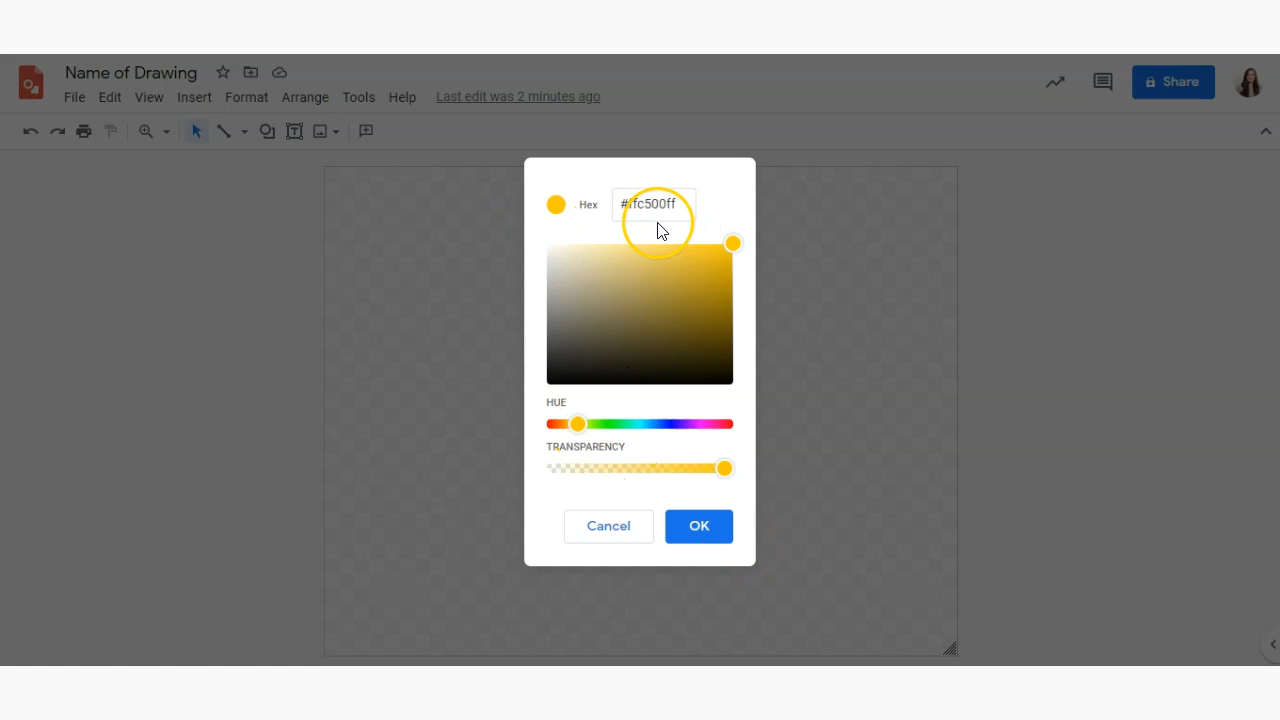 Name of Drawing
File Edit View Insert Format Arrange Tools Help Last edit was 2 minutes ago
Share
Hex #ffc500ff
HUE
TRANSPARENCY
Cancel OK